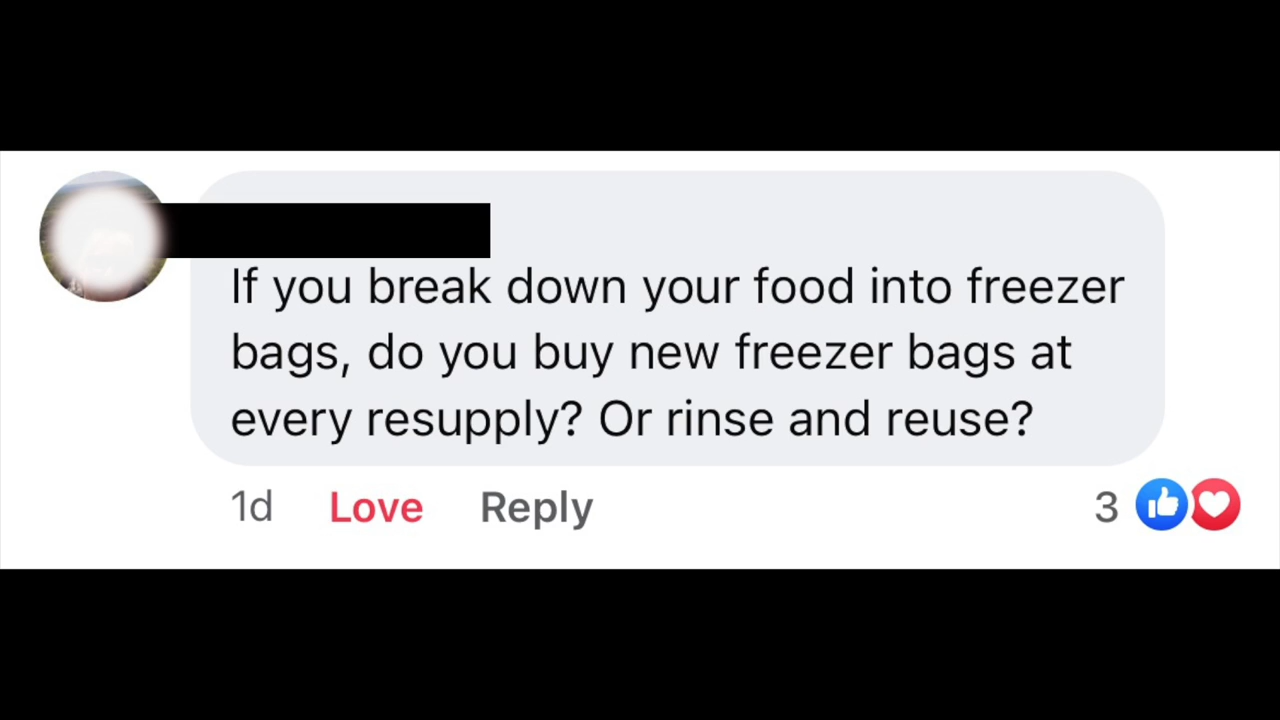 If you break down your food into freezer
bags, do you buy new freezer bags at
every resupply? Or rinse and reuse?
1d Love Reply 3